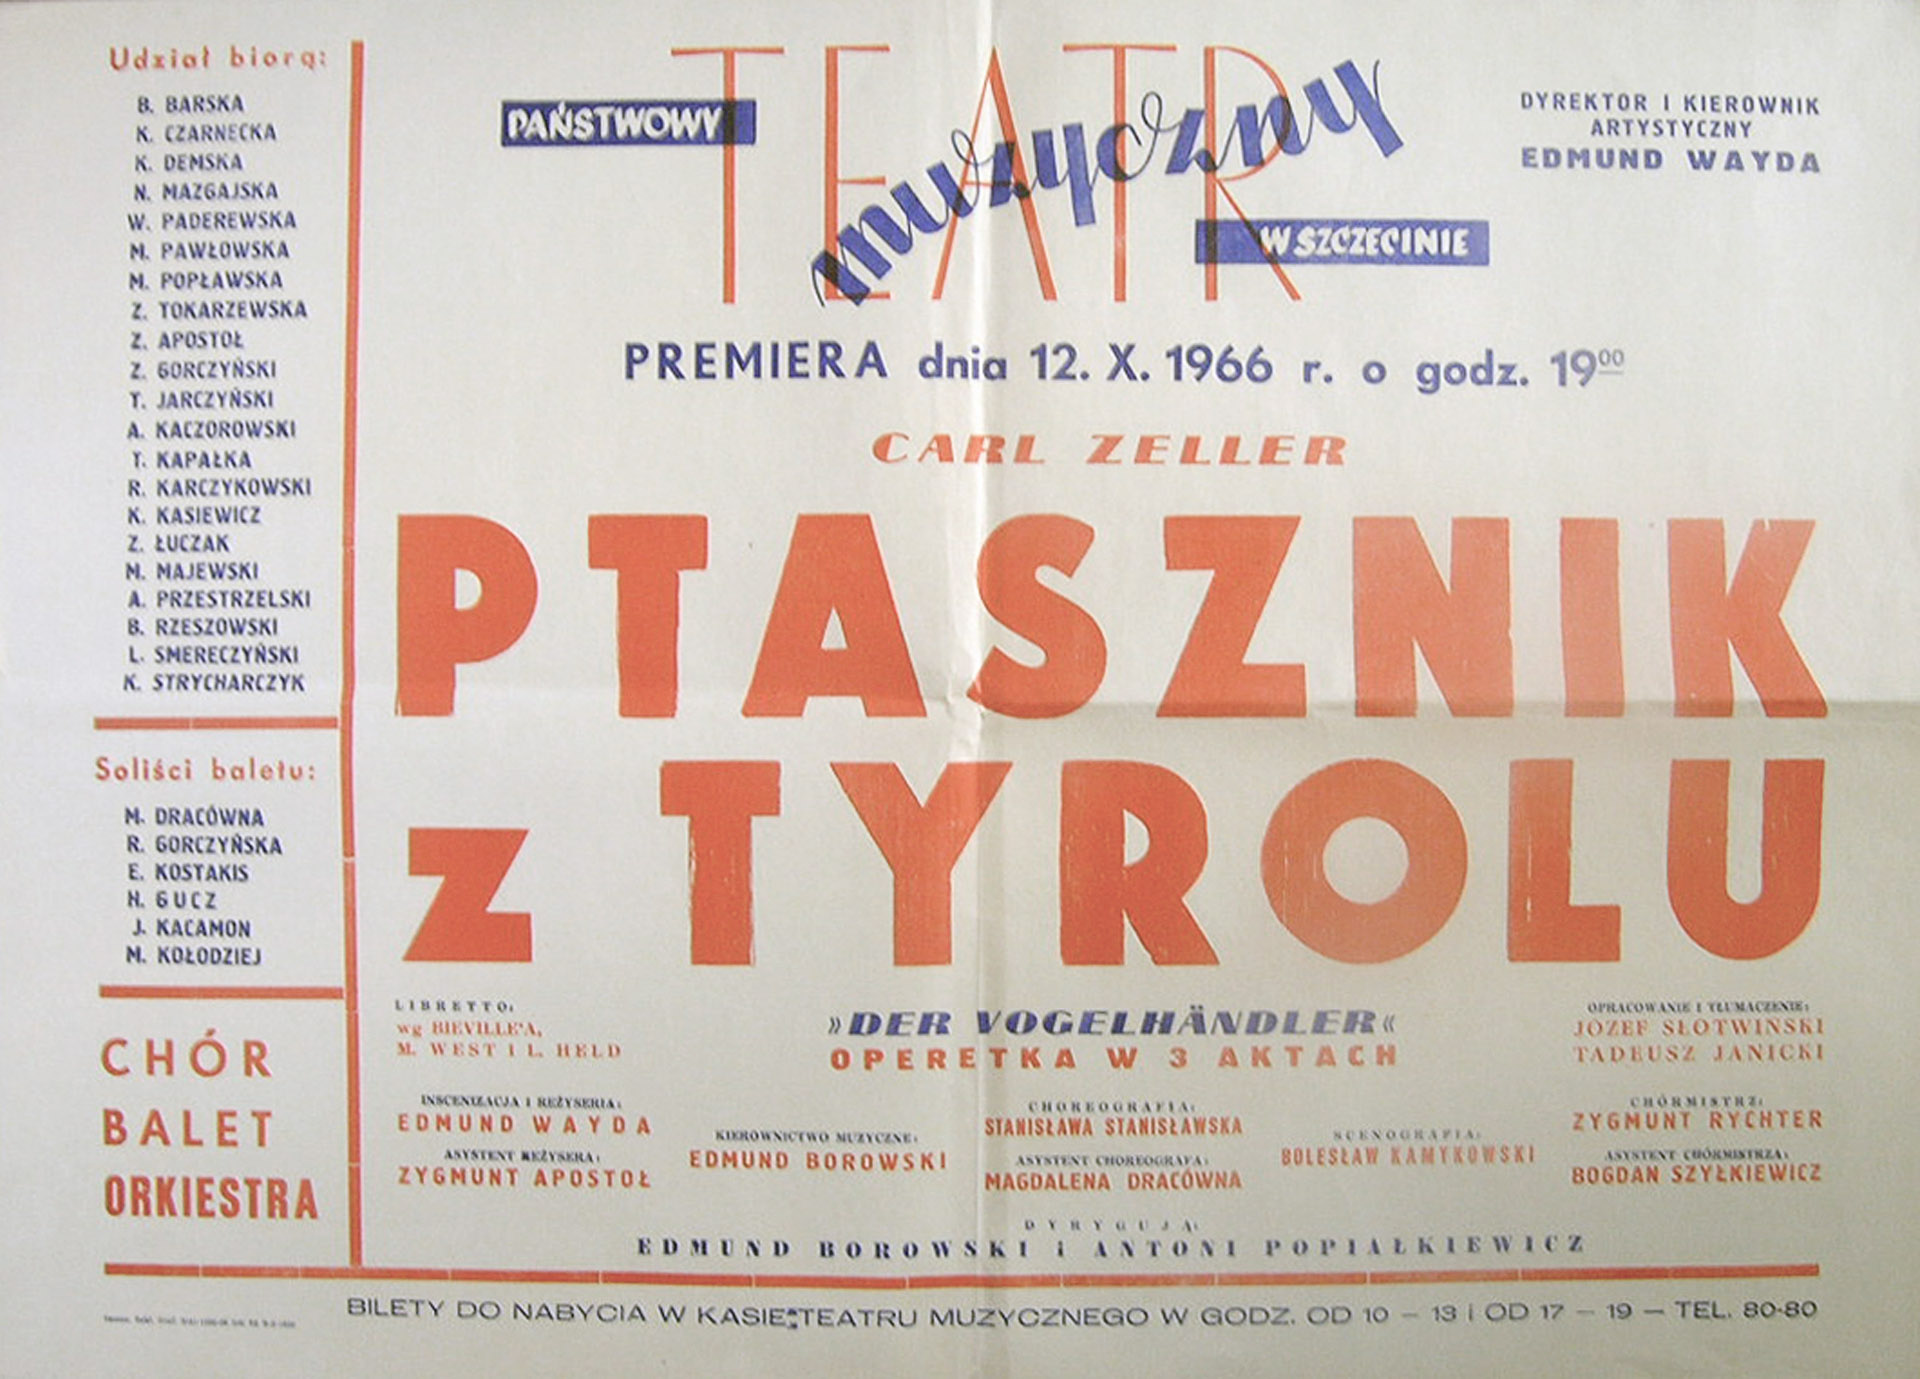 Udział biorą:
B. BARSKA
K. CZARNECKA
K. DEMSKA
N. MAZGAJSKA
W. PADEREWSKA
M. PAWŁOWSKA
M. POPŁAWSKA
Z. TOKARZEWSKA
Z. APOSTOŁ
Z. GORCZYŃSKI
T. JARCZYŃSKI
A. KACZOROWSKI
T. KAPAŁKA
R. KARCZYKOWSKI
K. KASIEWICZ
Z. ŁUCZAK
M. MAJEWSKI
A. PRZESTRZELSKI
B. RZESZOWSKI
L. SMERECZYŃSKI
K. STRYCHARCZYK
Soliści baletu:
M. DRACÓWNA
R. GORCZYŃSKA
E. KOSTAKIS
H. GUCZ
J. KACAMON
M. KOŁODZIEJ
CHÓR
BALET
ORKIESTRA
PAŃSTWOWY
TEATR
muzyczny
W SZCZECINIE
DYREKTOR I KIEROWNIK
ARTYSTYCZNY
EDMUND WAYDA
PREMIERA dnia 12. X. 1966 r. o godz. 19⁰⁰
CARL ZELLER
PTASZNIK
Z TYROLU
LIBRETTO:
wg BIEVILLE'A,
M. WEST I L. HELD
»DER VOGELHÄNDLER«
OPERETKA W 3 AKTACH
OPRACOWANIE I TŁUMACZENIE:
JÓZEF SŁOTWIŃSKI
TADEUSZ JANICKI
INSCENIZACJA I REŻYSERIA:
EDMUND WAYDA
ASYSTENT REŻYSERA:
ZYGMUNT APOSTOŁ
KIEROWNICTWO MUZYCZNE:
EDMUND BOROWSKI
CHOREOGRAFIA:
STANISŁAWA STANISŁAWSKA
ASYSTENT CHOREOGRAFA:
MAGDALENA DRACÓWNA
SCENOGRAFIA:
BOLESŁAW KAMYKOWSKI
CHÓRMISTRZ:
ZYGMUNT RYCHTER
ASYSTENT CHÓRMISTRZA:
BOGDAN SZYŁKIEWICZ
DYRYGUJĄ:
EDMUND BOROWSKI i ANTONI POPIAŁKIEWICZ
BILETY DO NABYCIA W KASIE TEATRU MUZYCZNEGO W GODZ. OD 10 – 13 i OD 17 – 19 — TEL. 80-80